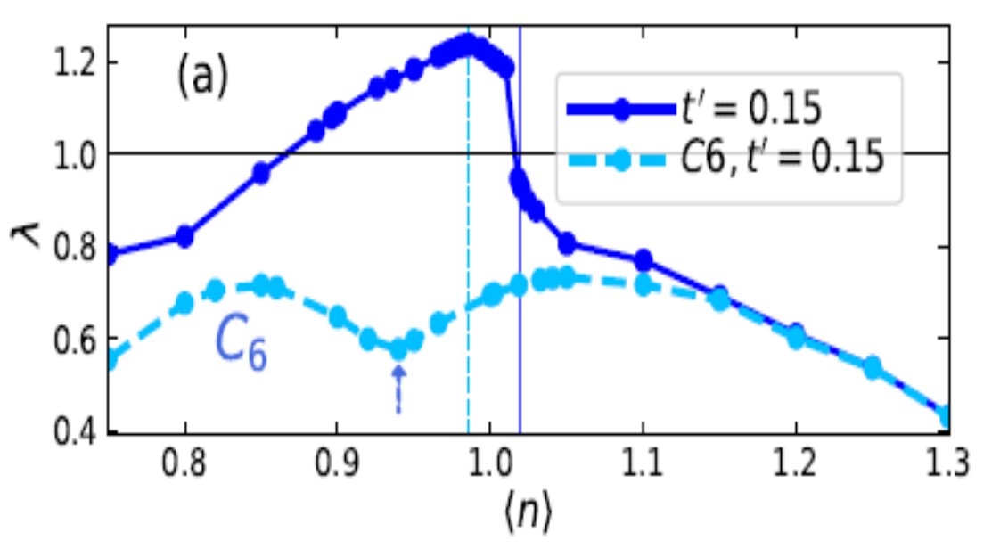 (a)
t′ = 0.15
C6, t′ = 0.15
C₆
λ
1.2
1.0
0.8
0.6
0.4
0.8 0.9 1.0 1.1 1.2 1.3
⟨n⟩